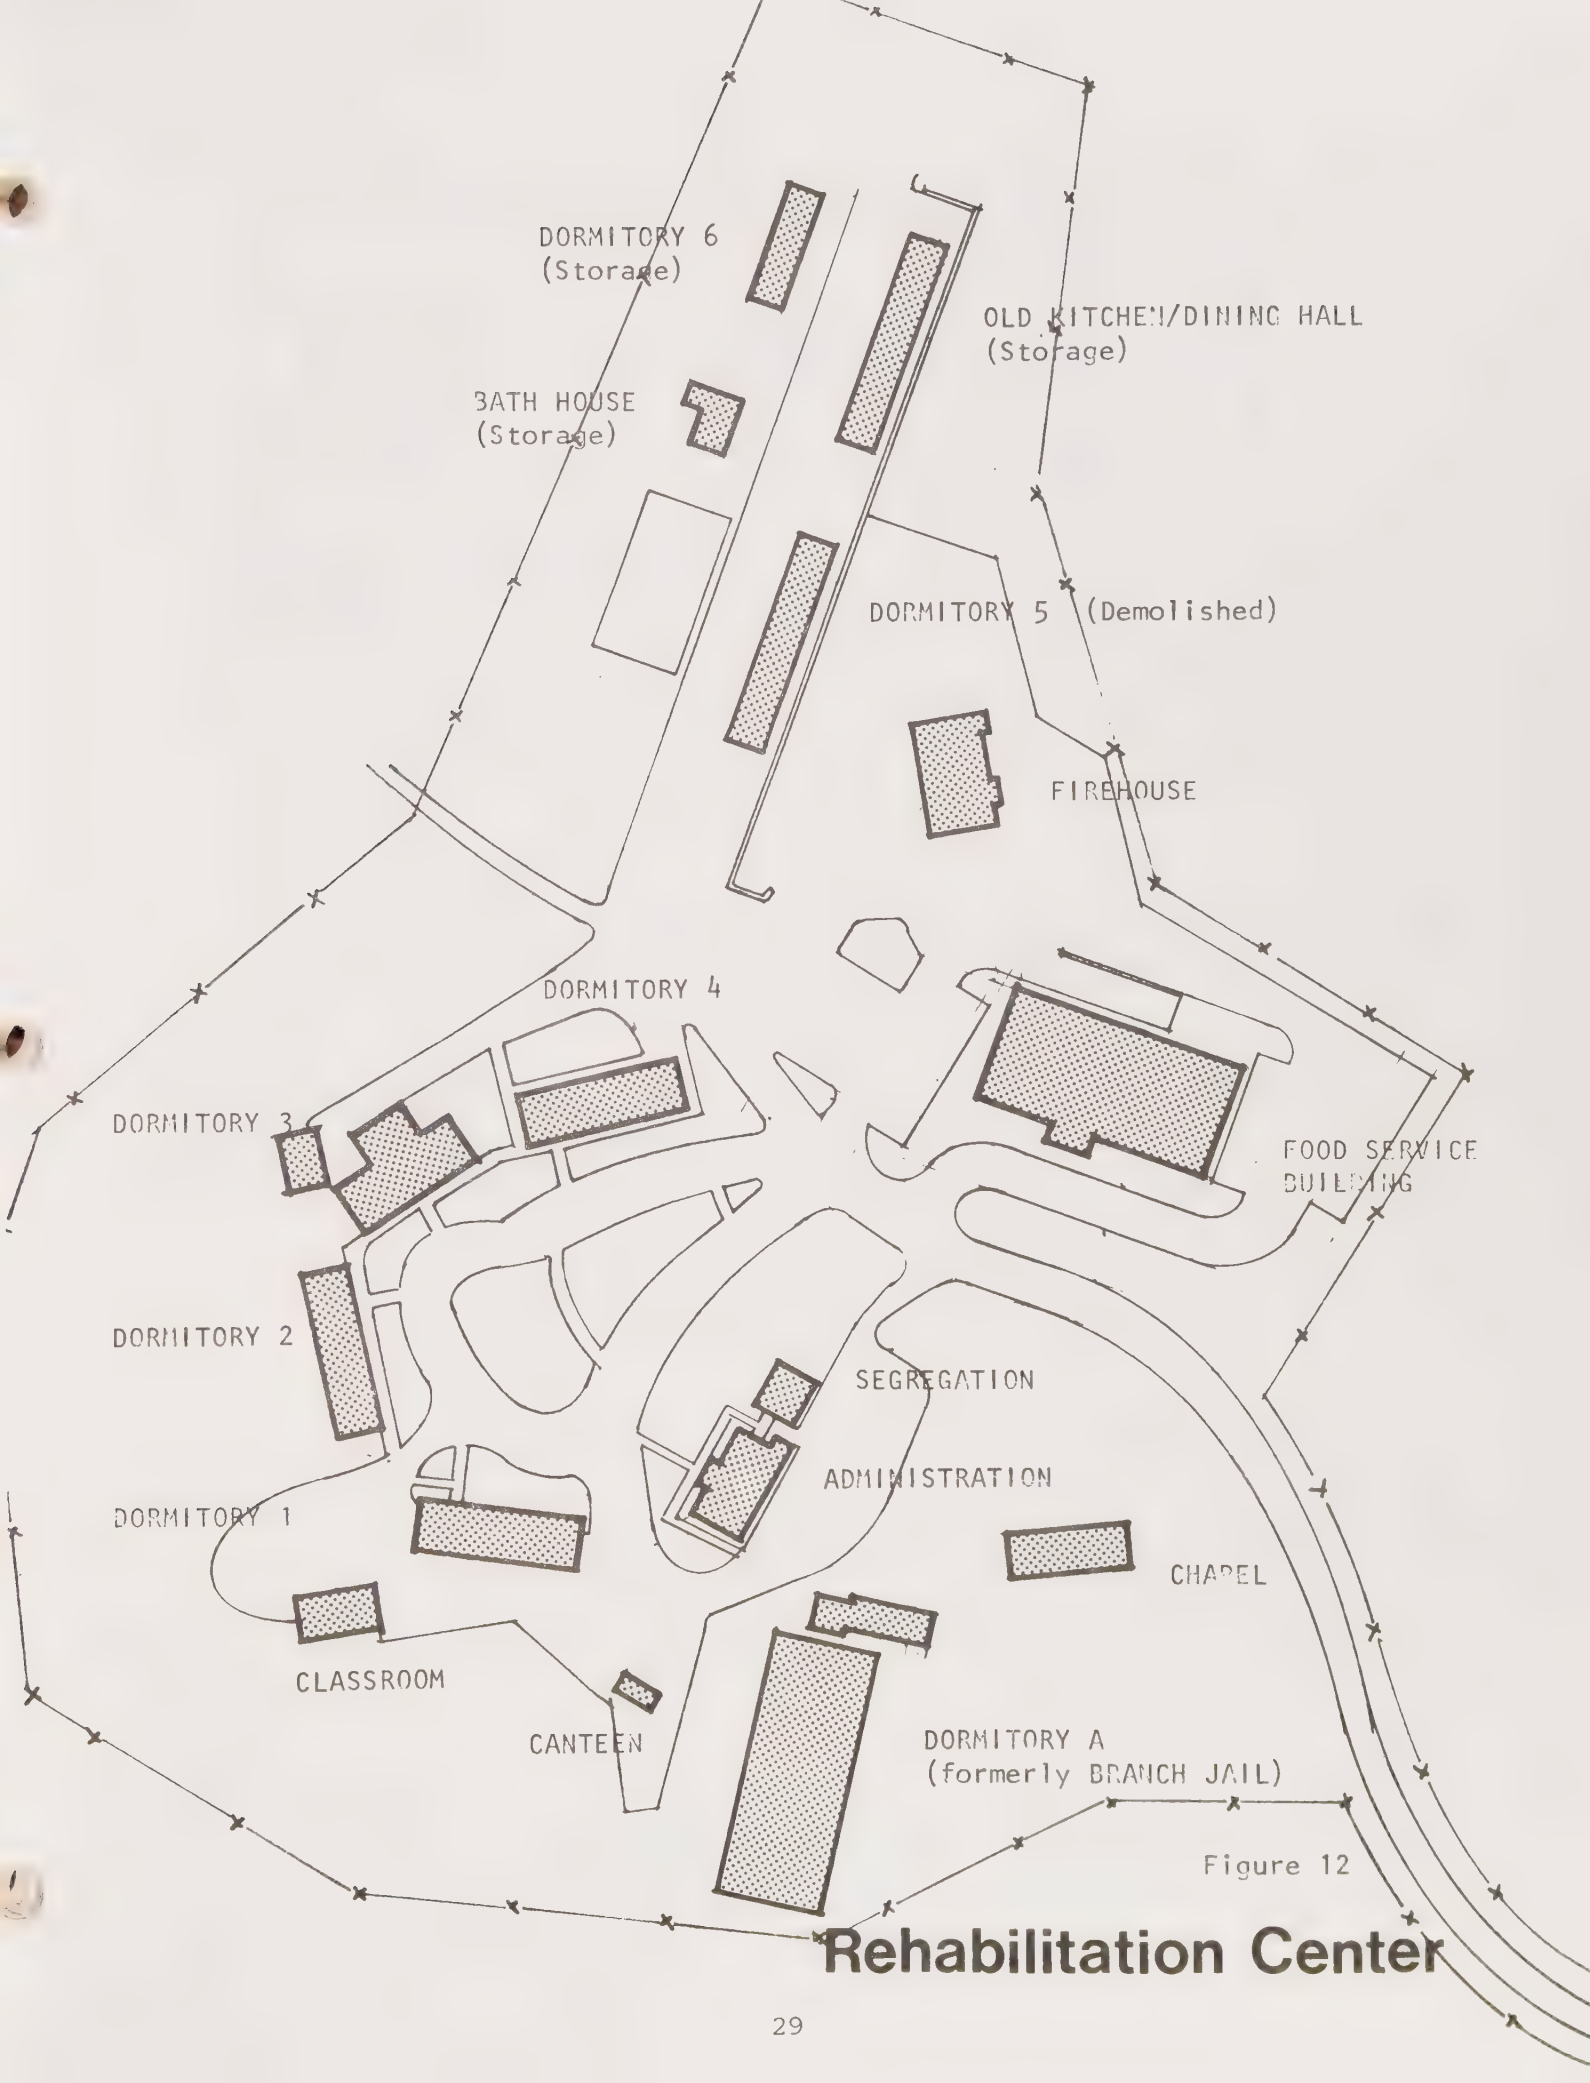 DORMITORY 6
(Storage)
OLD KITCHEN/DINING HALL
(Storage)
BATH HOUSE
(Storage)
DORMITORY 5 (Demolished)
FIREHOUSE
DORMITORY 4
DORMITORY 3
FOOD SERVICE
BUILDING
DORMITORY 2
SEGREGATION
ADMINISTRATION
DORMITORY 1
CHAPEL
CLASSROOM
CANTEEN
DORMITORY A
(formerly BRANCH JAIL)
Figure 12
Rehabilitation Center
29